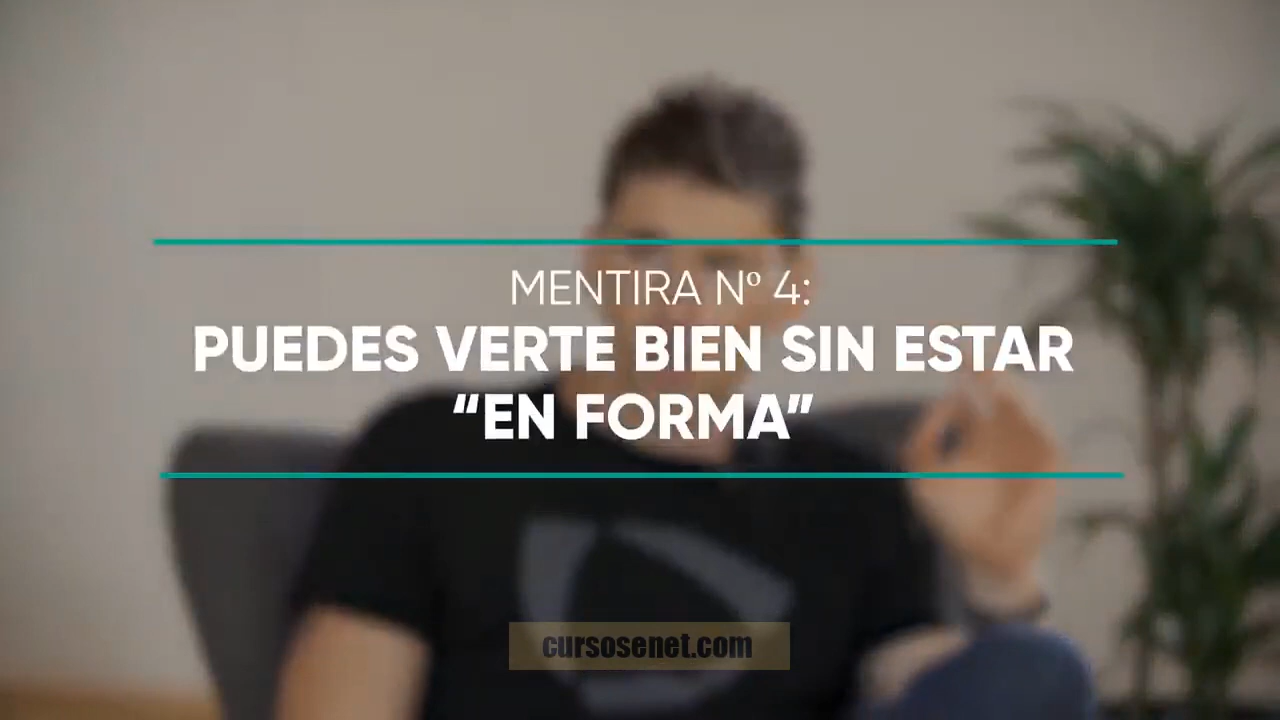 MENTIRA Nº 4:
PUEDES VERTE BIEN SIN ESTAR
“EN FORMA”
cursosenet.com